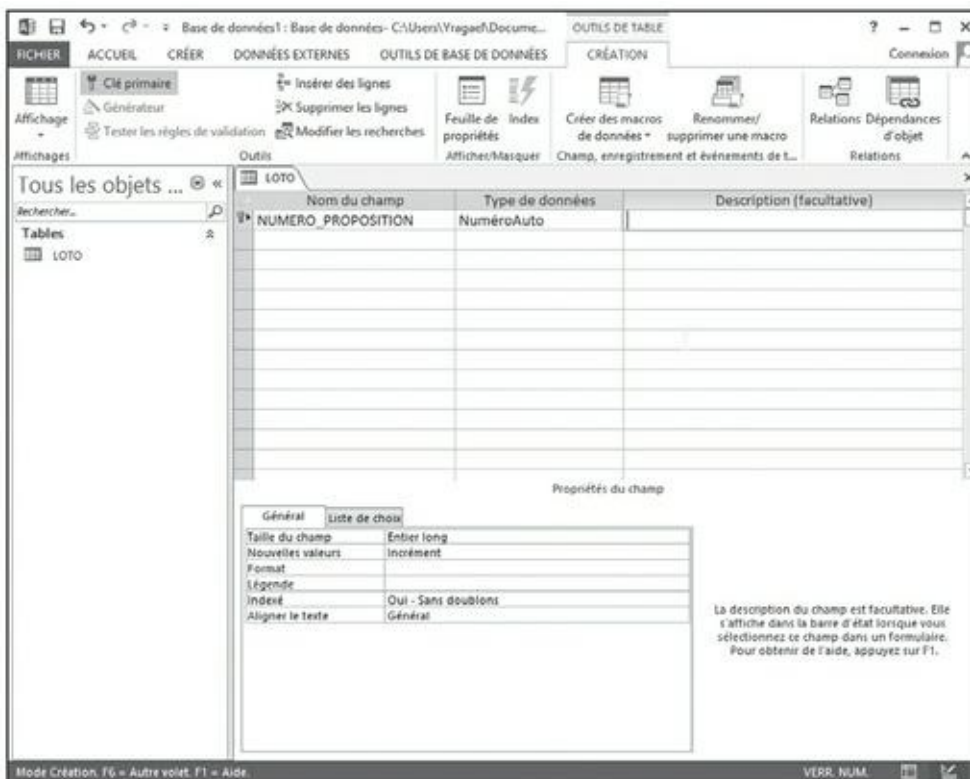 Base de données1 : Base de données- C:\Users\Yragael\Docume...
OUTILS DE TABLE
?
FICHIER ACCUEIL CRÉER DONNÉES EXTERNES OUTILS DE BASE DE DONNÉES CRÉATION Connexion
Affichage
Clé primaire
Générateur
Tester les règles de validation
Insérer des lignes
Supprimer les lignes
Modifier les recherches
Feuille de propriétés
Index
Créer des macros de données
Renommer/ supprimer une macro
Relations
Dépendances d'objet
Affichages Outils Afficher/Masquer Champ, enregistrement et événements de t... Relations
Tous les objets ... «
Rechercher...
Tables
LOTO
LOTO
Nom du champ Type de données Description (facultative)
NUMERO_PROPOSITION NuméroAuto
Propriétés du champ
Général Liste de choix
Taille du champ Entier long
Nouvelles valeurs Incrément
Format
Légende
Indexé Oui - Sans doublons
Aligner le texte Général
La description du champ est facultative. Elle
s'affiche dans la barre d'état lorsque vous
sélectionnez ce champ dans un formulaire.
Pour obtenir de l'aide, appuyez sur F1.
Mode Création. F6 = Autre volet. F1 = Aide. VERR. NUM.